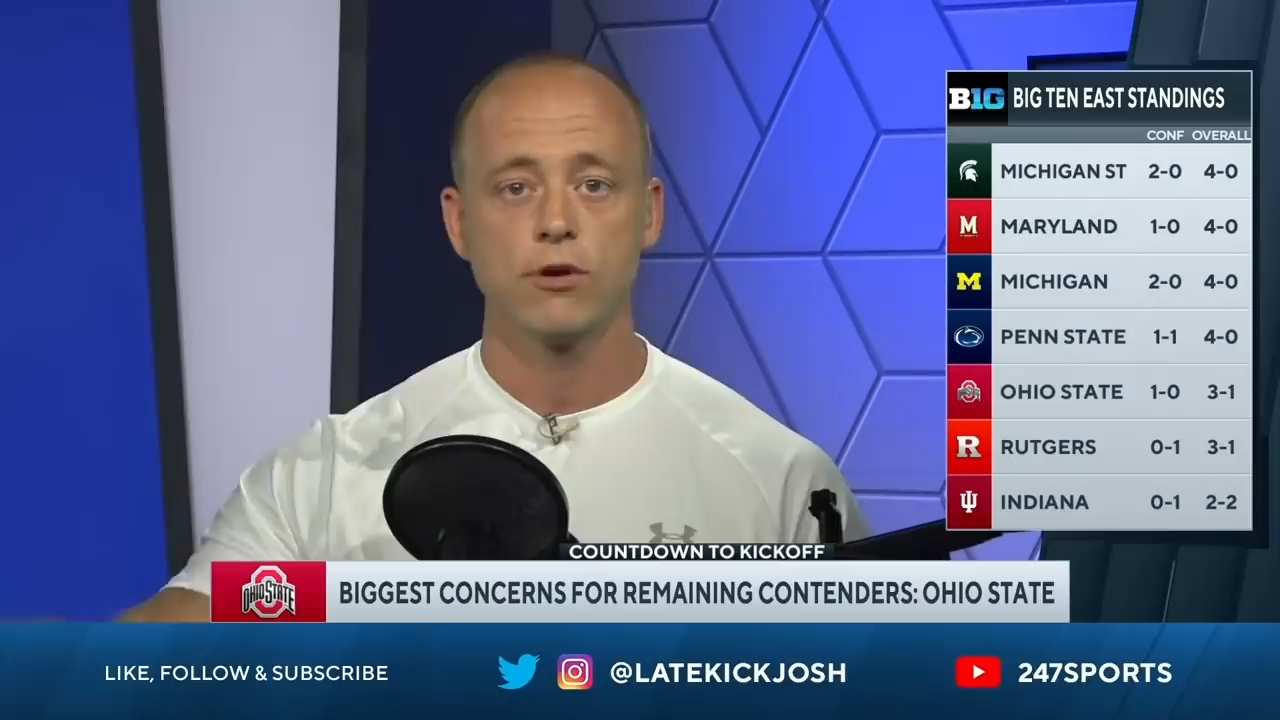 B1G BIG TEN EAST STANDINGS
CONF OVERALL
MICHIGAN ST 2-0 4-0
M MARYLAND 1-0 4-0
M MICHIGAN 2-0 4-0
PENN STATE 1-1 4-0
OHIO STATE 1-0 3-1
R RUTGERS 0-1 3-1
INDIANA 0-1 2-2
COUNTDOWN TO KICKOFF
OHIO STATE BIGGEST CONCERNS FOR REMAINING CONTENDERS: OHIO STATE
LIKE, FOLLOW & SUBSCRIBE @LATEKICKJOSH 247SPORTS